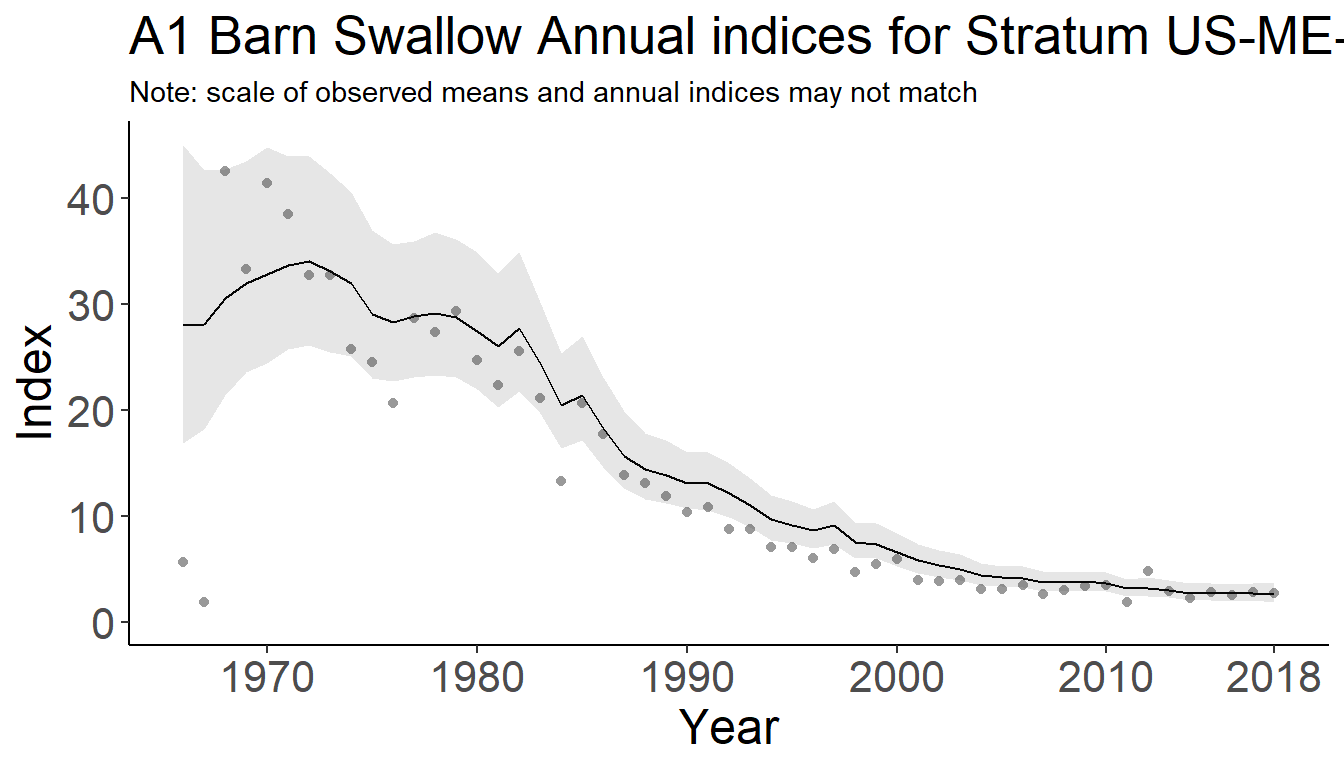 A1 Barn Swallow Annual indices for Stratum US-ME-
Note: scale of observed means and annual indices may not match
40
30
20
10
0
Index
1970 1980 1990 2000 2010 2018
Year